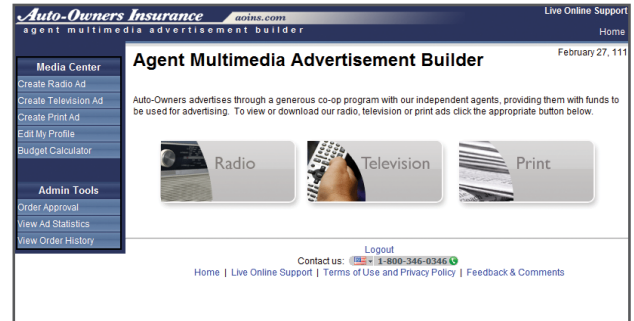 Auto-Owners Insurance aoins.com
Live Online Support
agent multimedia advertisement builder
Home
February 27, 111
Media Center
Create Radio Ad
Create Television Ad
Create Print Ad
Edit My Profile
Budget Calculator
Admin Tools
Order Approval
View Ad Statistics
View Order History
Agent Multimedia Advertisement Builder
Auto-Owners advertises through a generous co-op program with our independent agents, providing them with funds to
be used for advertising. To view or download our radio, television or print ads click the appropriate button below.
Radio
Television
Print
Logout
Contact us: 1-800-346-0346
Home | Live Online Support | Terms of Use and Privacy Policy | Feedback & Comments